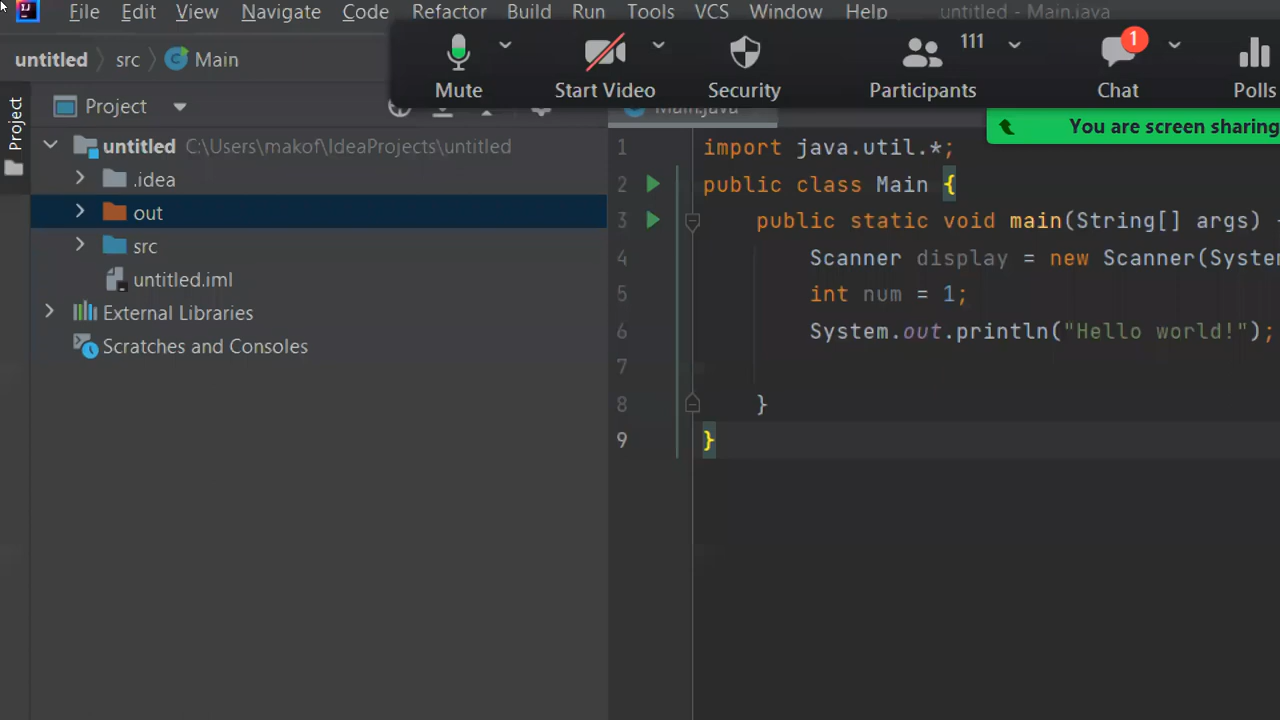 File Edit View Navigate Code Refactor Build Run Tools VCS Window Help untitled - Main.java
untitled src Main
Mute Start Video Security Participants 111 Chat 1 Polls
You are screen sharing
Project
Project
Main.java
untitled C:\Users\makof\IdeaProjects\untitled
.idea
out
src
untitled.iml
External Libraries
Scratches and Consoles
1 import java.util.*;
2 public class Main {
3 public static void main(String[] args)
4 Scanner display = new Scanner(Syste
5 int num = 1;
6 System.out.println("Hello world!");
7
8 }
9 }